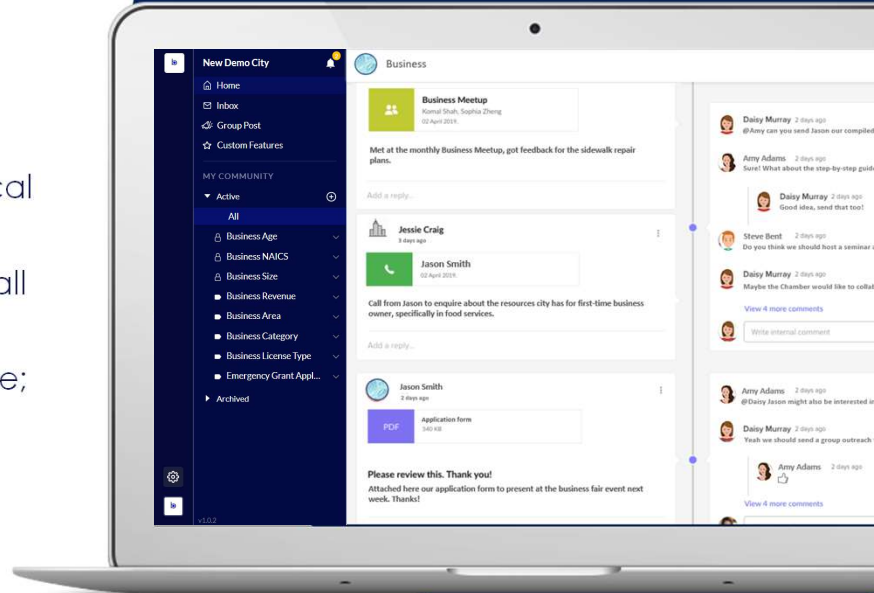 cal
all
e;
New Demo City
Home
Inbox
Group Post
Custom Features
MY COMMUNITY
Active
All
Business Age
Business NAICS
Business Size
Business Revenue
Business Area
Business Category
Business License Type
Emergency Grant Appl...
Archived
v1.0.2
Business
Business Meetup
Komal Shah, Sophia Zheng
02 April 2019.
Met at the monthly Business Meetup, got feedback for the sidewalk repair
plans.
Add a reply...
Jessie Craig
3 days ago
Jason Smith
02 April 2019.
Call from Jason to enquire about the resources city has for first-time business
owner, specifically in food services.
Add a reply...
Jason Smith
3 days ago
PDF
Application form
540 KB
Please review this. Thank you!
Attached here our application form to present at the business fair event next
week. Thanks!
Daisy Murray 2 days ago
@Amy can you send Jason our compiled
Amy Adams 2 days ago
Sure! What about the step-by-step guid
Daisy Murray 2 days ago
Good idea, send that too!
Steve Bent 2 days ago
Do you think we should host a seminar a
Daisy Murray 2 days ago
Maybe the Chamber would like to collab
View 4 more comments
Write internal comment
Amy Adams 2 days ago
@Daisy Jason might also be interested in
Daisy Murray 2 days ago
Yeah we should send a group outreach
Amy Adams 2 days ago
View 4 more comments